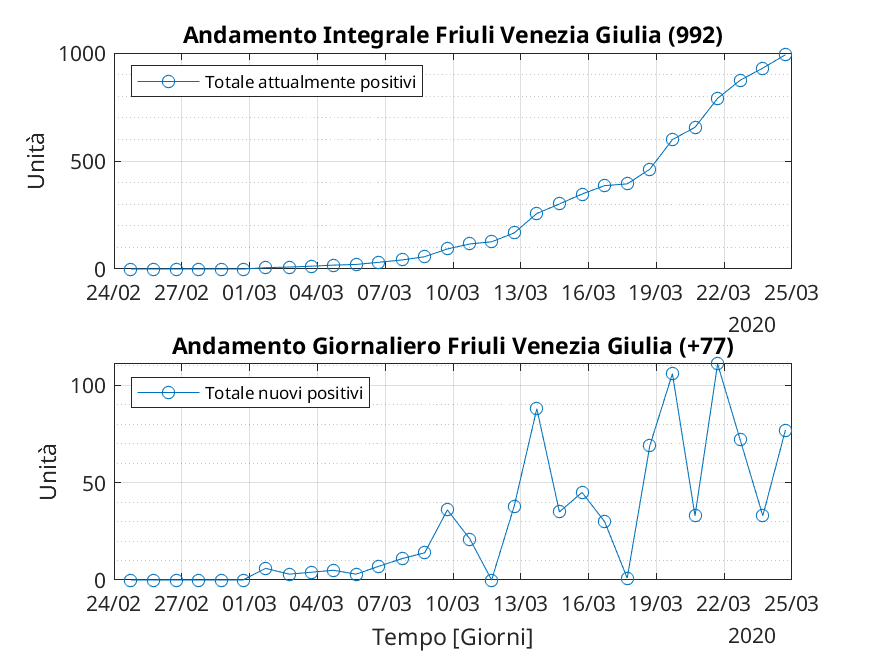 Andamento Integrale Friuli Venezia Giulia (992)
1000
500
0
Unità
Totale attualmente positivi
24/02 27/02 01/03 04/03 07/03 10/03 13/03 16/03 19/03 22/03 25/03
2020
Andamento Giornaliero Friuli Venezia Giulia (+77)
100
50
0
Unità
Totale nuovi positivi
24/02 27/02 01/03 04/03 07/03 10/03 13/03 16/03 19/03 22/03 25/03
Tempo [Giorni]
2020